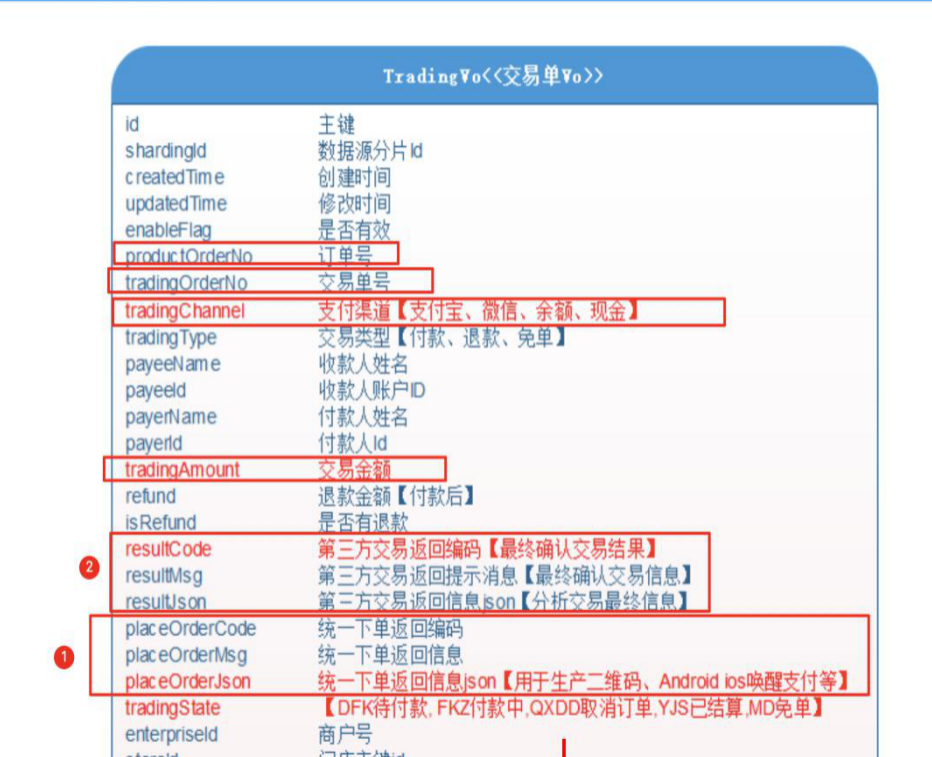 TradingVo<<交易单Vo>>
id 主键
shardingId 数据源分片Id
createdTime 创建时间
updatedTime 修改时间
enableFlag 是否有效
productOrderNo 订单号
tradingOrderNo 交易单号
tradingChannel 支付渠道【支付宝、微信、余额、现金】
tradingType 交易类型【付款、退款、免单】
payeeName 收款人姓名
payeeId 收款人账户ID
payerName 付款人姓名
payerId 付款人Id
tradingAmount 交易金额
refund 退款金额【付款后】
isRefund 是否有退款
resultCode 第三方交易返回编码【最终确认交易结果】
2 resultMsg 第三方交易返回提示消息【最终确认交易信息】
resultJson 第三方交易返回信息json【分析交易最终信息】
placeOrderCode 统一下单返回编码
1 placeOrderMsg 统一下单返回信息
placeOrderJson 统一下单返回信息json【用于生产二维码、Android ios唤醒支付等】
tradingState 【DFK待付款,FKZ付款中,QXDD取消订单,YJS已结算,MD免单】
enterpriseId 商户号